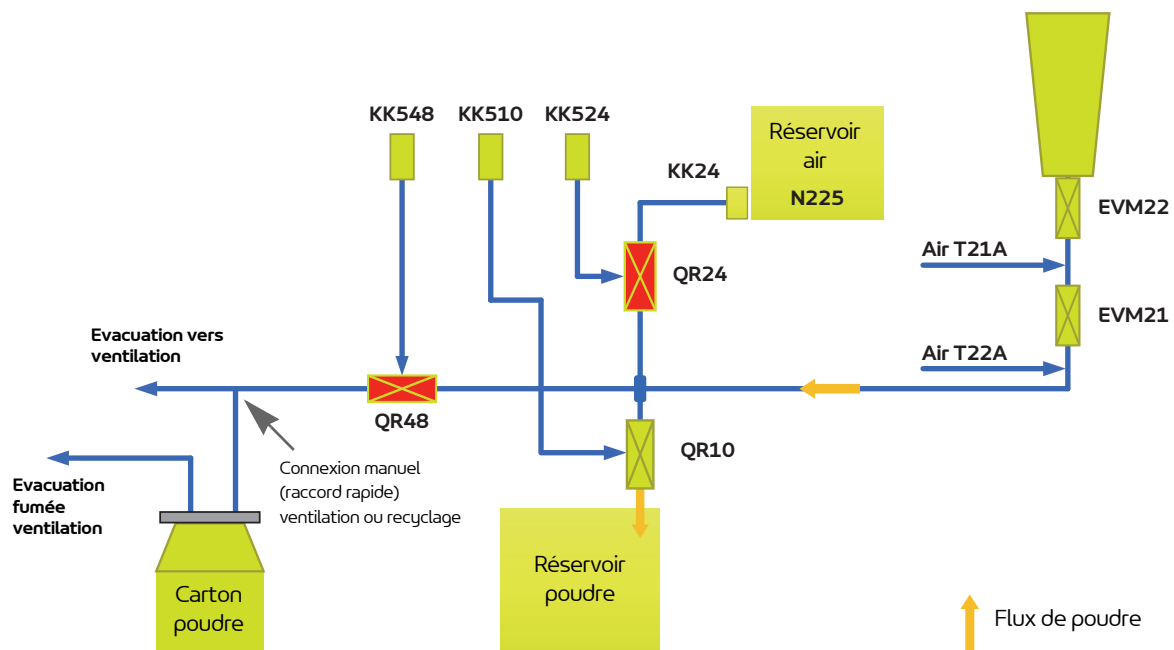 KK548
KK510
KK524
Réservoir
air
N225
KK24
EVM22
Air T21A
QR24
EVM21
Evacuation vers
ventilation
Air T22A
QR48
QR10
Connexion manuel
(raccord rapide)
ventilation ou recyclage
Evacuation
fumée
ventilation
Réservoir
poudre
Carton
poudre
Flux de poudre